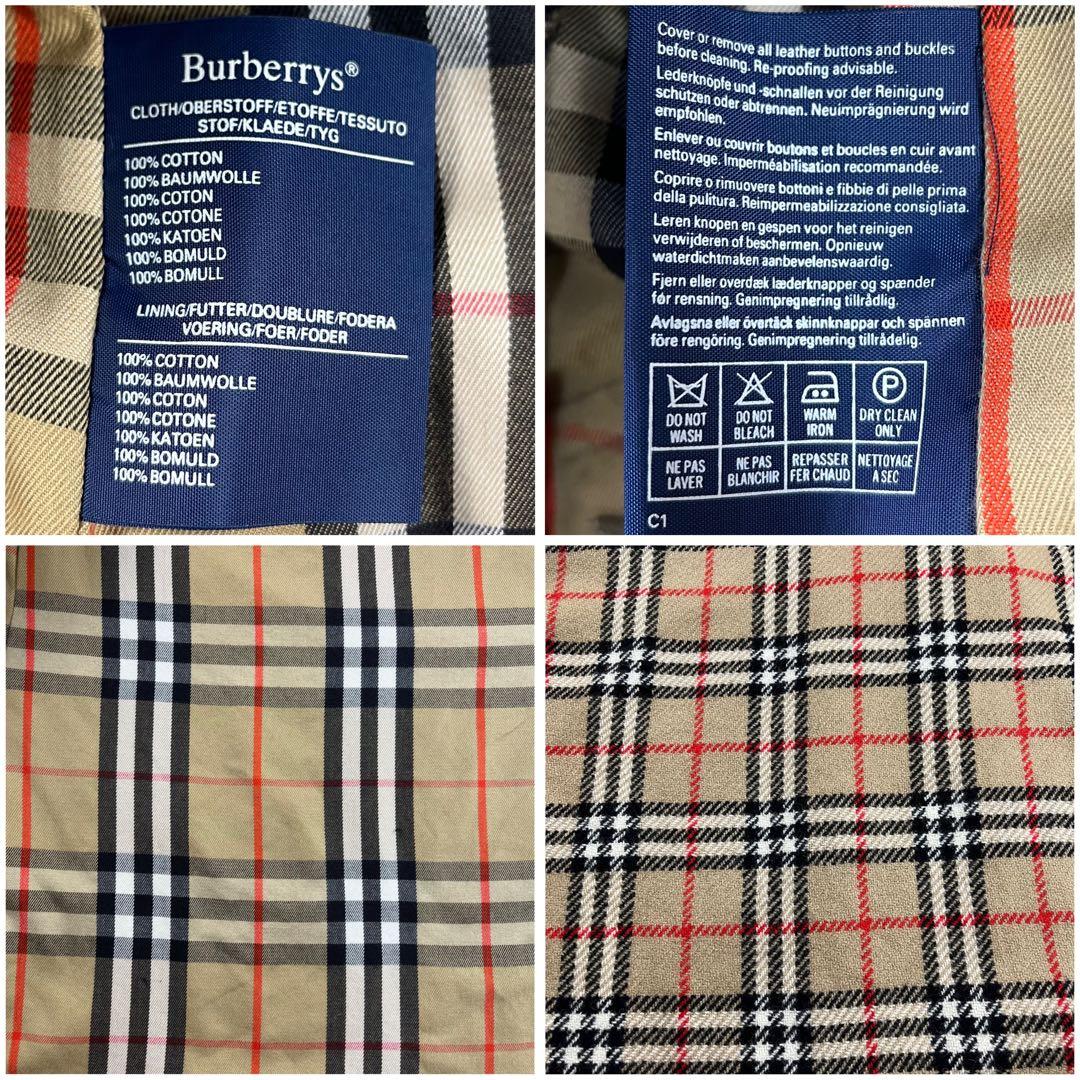 Burberrys®
CLOTH/OBERSTOFF/ETOFFE/TESSUTO
STOF/KLAEDE/TYG
100% COTTON
100% BAUMWOLLE
100% COTON
100% COTONE
100% KATOEN
100% BOMULD
100% BOMULL
LINING/FUTTER/DOUBLURE/FODERA
VOERING/FOER/FODER
100% COTTON
100% BAUMWOLLE
100% COTON
100% COTONE
100% KATOEN
100% BOMULD
100% BOMULL
Cover or remove all leather buttons and buckles
before cleaning. Re-proofing advisable.
Lederknöpfe und -schnallen vor der Reinigung
schützen oder abtrennen. Neuimprägnierung wird
empfohlen.
Enlever ou couvrir boutons et boucles en cuir avant
nettoyage. Imperméabilisation recommandée.
Coprire o rimuovere bottoni e fibbie di pelle prima
della pulitura. Reimpermeabilizzazione consigliata.
Leren knopen en gespen voor het reinigen
verwijderen of beschermen. Opnieuw
waterdichtmaken aanbevelenswaardig.
Fjern eller overdæk læderknapper og spænder
før rensning. Genimpregnering tillrådlig.
Avlagsna eller övertäck skinnknappar och spännen
före rengöring. Genimpregnering tillrådelig.
P
DO NOT WASH
DO NOT BLEACH
WARM IRON
DRY CLEAN ONLY
NE PAS LAVER
NE PAS BLANCHIR
REPASSER FER CHAUD
NETTOYAGE A SEC
C1